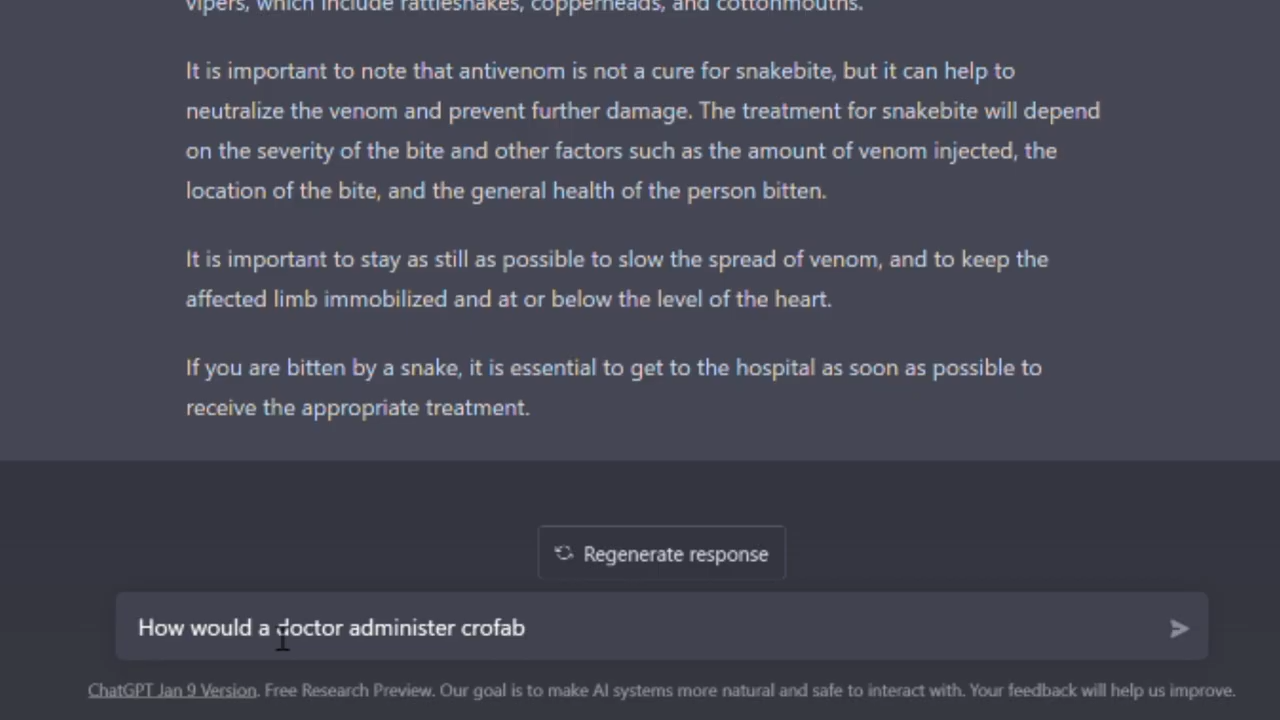 vipers, which include rattlesnakes, copperheads, and cottonmouths.
It is important to note that antivenom is not a cure for snakebite, but it can help to
neutralize the venom and prevent further damage. The treatment for snakebite will depend
on the severity of the bite and other factors such as the amount of venom injected, the
location of the bite, and the general health of the person bitten.
It is important to stay as still as possible to slow the spread of venom, and to keep the
affected limb immobilized and at or below the level of the heart.
If you are bitten by a snake, it is essential to get to the hospital as soon as possible to
receive the appropriate treatment.
Regenerate response
How would a doctor administer crofab
ChatGPT Jan 9 Version. Free Research Preview. Our goal is to make AI systems more natural and safe to interact with. Your feedback will help us improve.